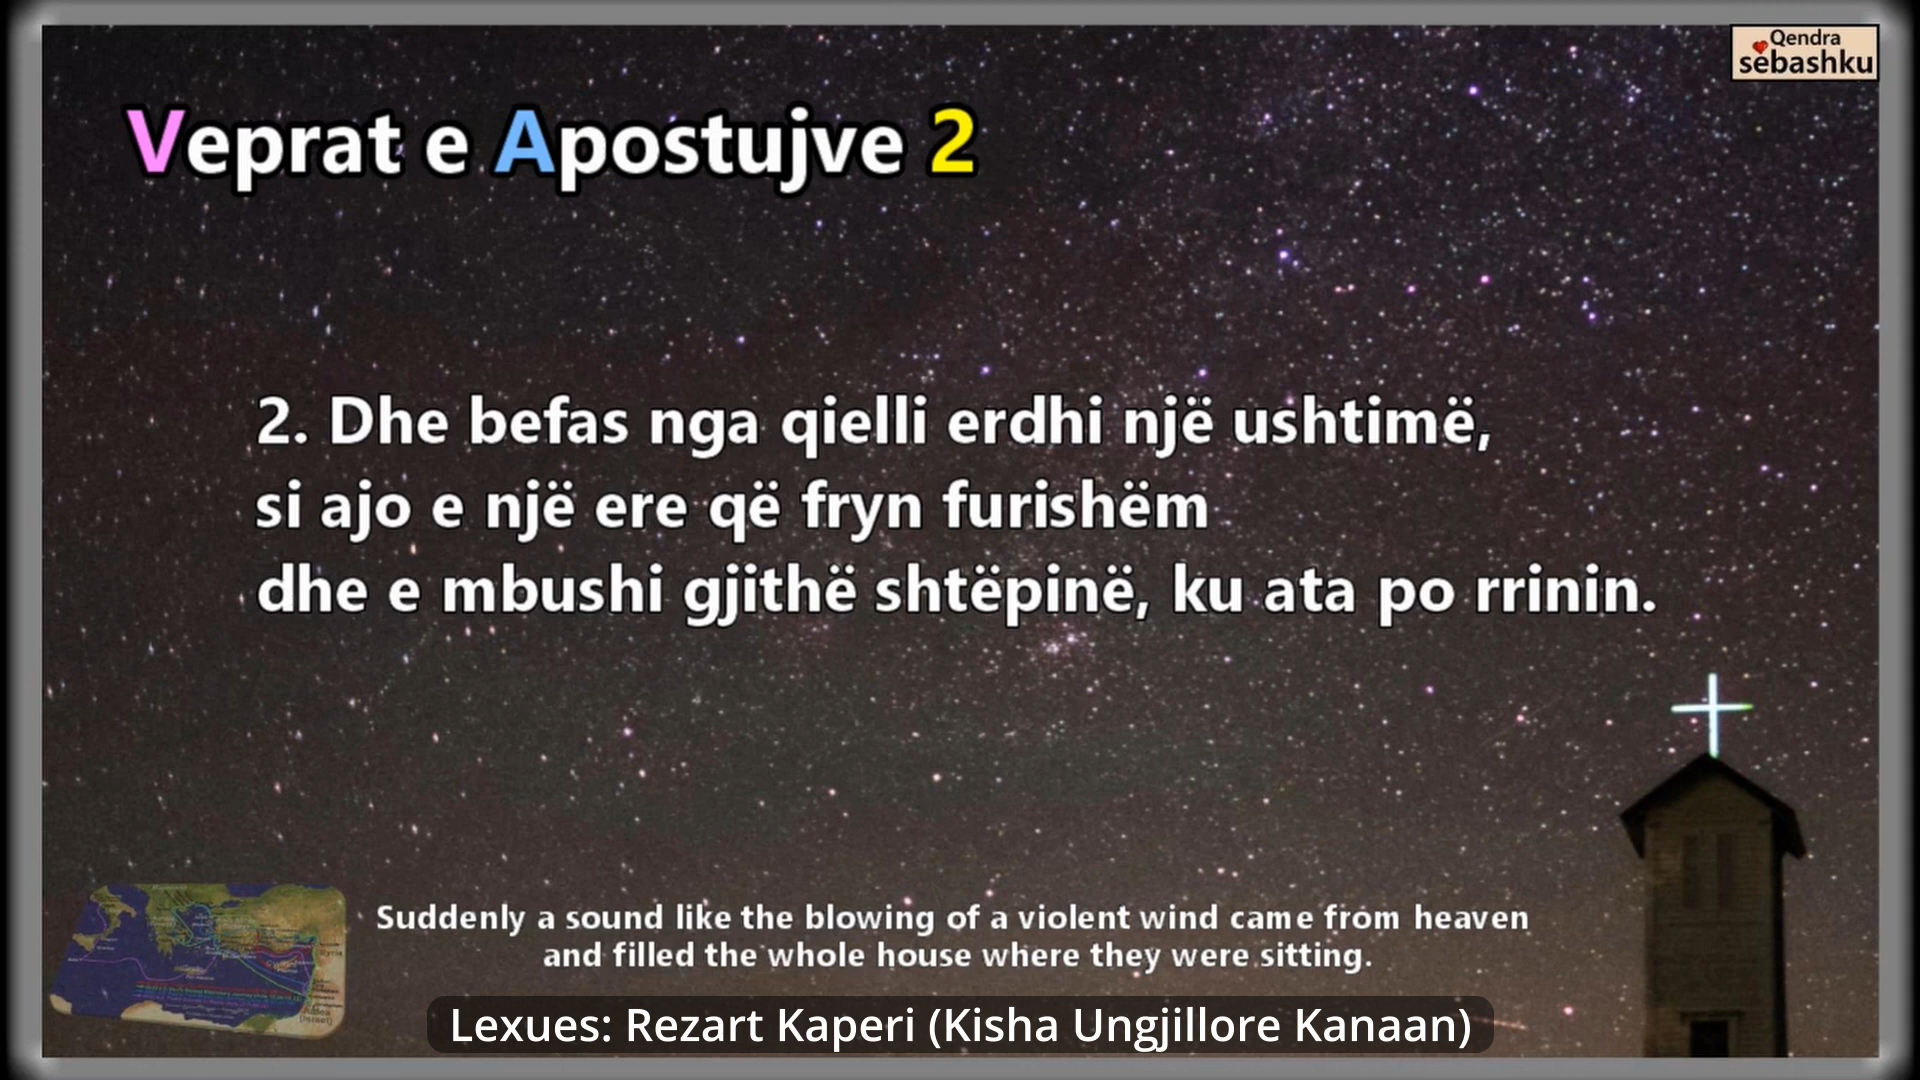 Qendra
sebashku
Veprat e Apostujve 2
2. Dhe befas nga qielli erdhi një ushtimë,
si ajo e një ere që fryn furishëm
dhe e mbushi gjithë shtëpinë, ku ata po rrinin.
Suddenly a sound like the blowing of a violent wind came from heaven
and filled the whole house where they were sitting.
Lexues: Rezart Kaperi (Kisha Ungjillore Kanaan)